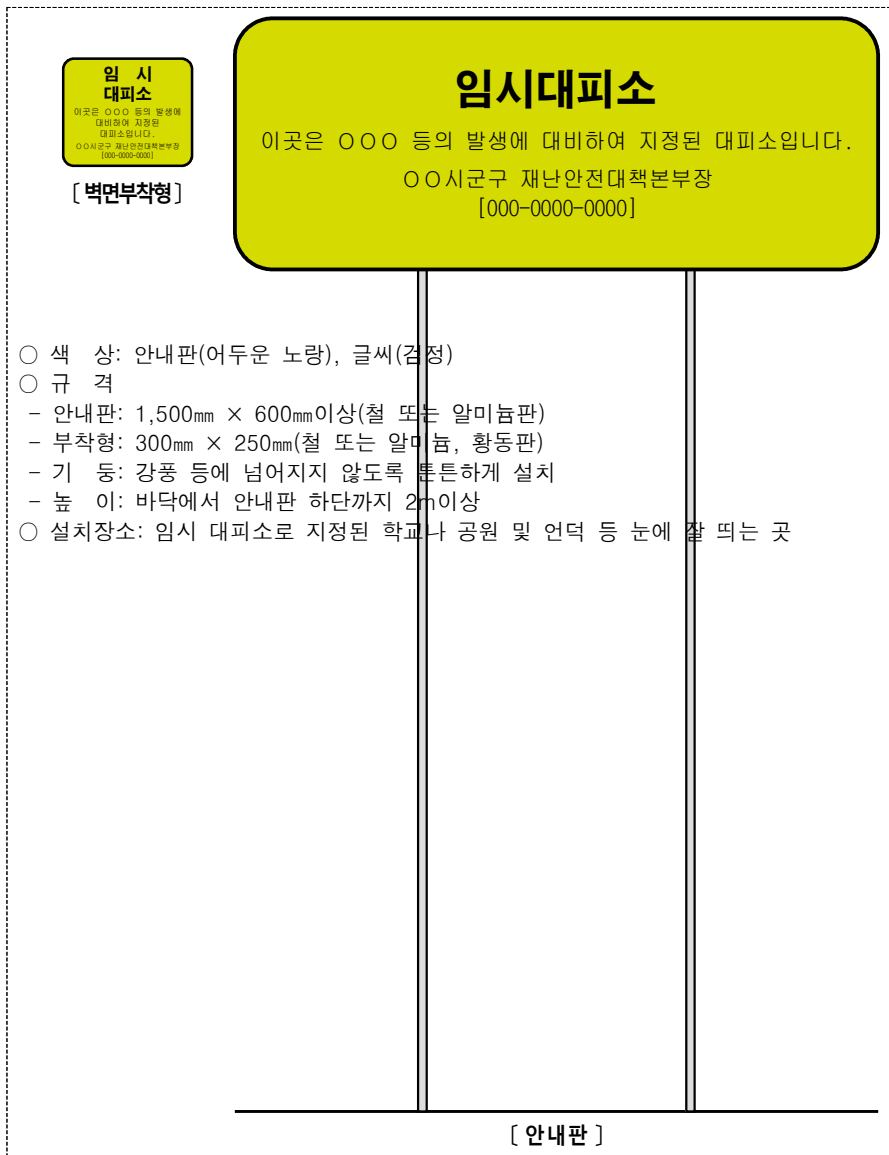 임 시
대피소
이곳은 ○○○ 등의 발생에
대비하여 지정된
대피소입니다.
○○시군구 재난안전대책본부장
[000-0000-0000]
[벽면부착형]
임시대피소
이곳은 ○○○ 등의 발생에 대비하여 지정된 대피소입니다.
○○시군구 재난안전대책본부장
[000-0000-0000]
○ 색 상: 안내판(어두운 노랑), 글씨(검정)
○ 규 격
- 안내판: 1,500㎜ × 600㎜이상(철 또는 알미늄판)
- 부착형: 300㎜ × 250㎜(철 또는 알미늄, 황동판)
- 기 둥: 강풍 등에 넘어지지 않도록 튼튼하게 설치
- 높 이: 바닥에서 안내판 하단까지 2m이상
○ 설치장소: 임시 대피소로 지정된 학교나 공원 및 언덕 등 눈에 잘 띄는 곳
[ 안내판 ]